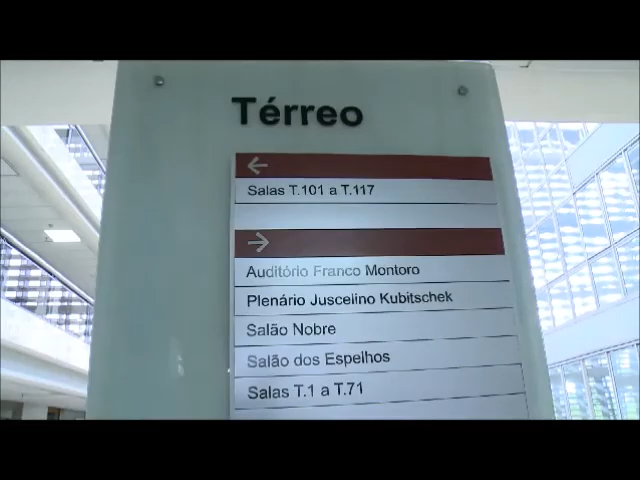 Térreo
←
Salas T.101 a T.117
→
Auditório Franco Montoro
Plenário Juscelino Kubitschek
Salão Nobre
Salão dos Espelhos
Salas T.1 a T.71